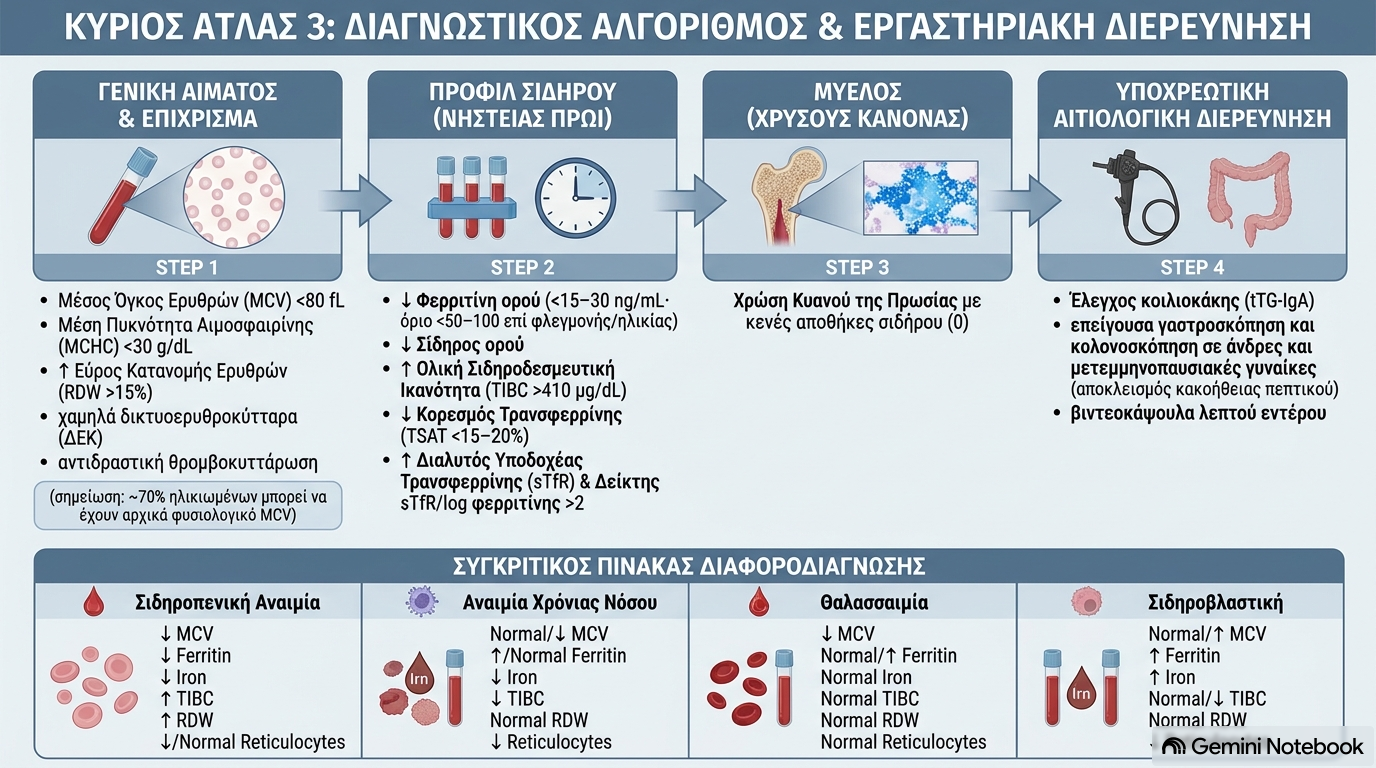 ΚΥΡΙΟΣ ΑΤΛΑΣ 3: ΔΙΑΓΝΩΣΤΙΚΟΣ ΑΛΓΟΡΙΘΜΟΣ & ΕΡΓΑΣΤΗΡΙΑΚΗ ΔΙΕΡΕΥΝΗΣΗ
ΓΕΝΙΚΗ ΑΙΜΑΤΟΣ
& ΕΠΙΧΡΙΣΜΑ
STEP 1
• Μέσος Όγκος Ερυθρών (MCV) <80 fL
• Μέση Πυκνότητα Αιμοσφαιρίνης
(MCHC) <30 g/dL
• ↑ Εύρος Κατανομής Ερυθρών
(RDW >15%)
• χαμηλά δικτυοερυθροκύτταρα
(ΔΕΚ)
• αντιδραστική θρομβοκυττάρωση
(σημείωση: ~70% ηλικιωμένων μπορεί να
έχουν αρχικά φυσιολογικό MCV)
ΠΡΟΦΙΛ ΣΙΔΗΡΟΥ
(ΝΗΣΤΕΙΑΣ ΠΡΩΙ)
STEP 2
• ↓ Φερριτίνη ορού (<15–30 ng/mL·
όριο <50–100 επί φλεγμονής/ηλικίας)
• ↓ Σίδηρος ορού
• ↑ Ολική Σιδηροδεσμευτική
Ικανότητα (TIBC >410 μg/dL)
• ↓ Κορεσμός Τρανσφερρίνης
(TSAT <15–20%)
• ↑ Διαλυτός Υποδοχέας
Τρανσφερρίνης (sTfR) & Δείκτης
sTfR/log φερριτίνης >2
ΜΥΕΛΟΣ
(ΧΡΥΣΟΥΣ ΚΑΝΟΝΑΣ)
STEP 3
Χρώση Κυανού της Πρωσίας με
κενές αποθήκες σιδήρου (0)
ΥΠΟΧΡΕΩΤΙΚΗ
ΑΙΤΙΟΛΟΓΙΚΗ ΔΙΕΡΕΥΝΗΣΗ
STEP 4
• Έλεγχος κοιλιοκάκης (tTG-IgA)
• επείγουσα γαστροσκόπηση και
κολονοσκόπηση σε άνδρες και
μετεμμηνοπαυσιακές γυναίκες
(αποκλεισμός κακοήθειας πεπτικού)
• βιντεοκάψουλα λεπτού εντέρου
ΣΥΓΚΡΙΤΙΚΟΣ ΠΙΝΑΚΑΣ ΔΙΑΦΟΡΟΔΙΑΓΝΩΣΗΣ
Σιδηροπενική Αναιμία
↓ MCV
↓ Ferritin
↓ Iron
↑ TIBC
↑ RDW
↓/Normal Reticulocytes
Αναιμία Χρόνιας Νόσου
Irn
Normal/↓ MCV
↑/Normal Ferritin
↓ Iron
↓ TIBC
Normal RDW
↓ Reticulocytes
Θαλασσαιμία
↓ MCV
Normal/↑ Ferritin
Normal Iron
Normal TIBC
Normal RDW
Normal Reticulocytes
Σιδηροβλαστική
Irn
Normal/↑ MCV
↑ Ferritin
↑ Iron
Normal/↓ TIBC
Normal RDW
Gemini Notebook